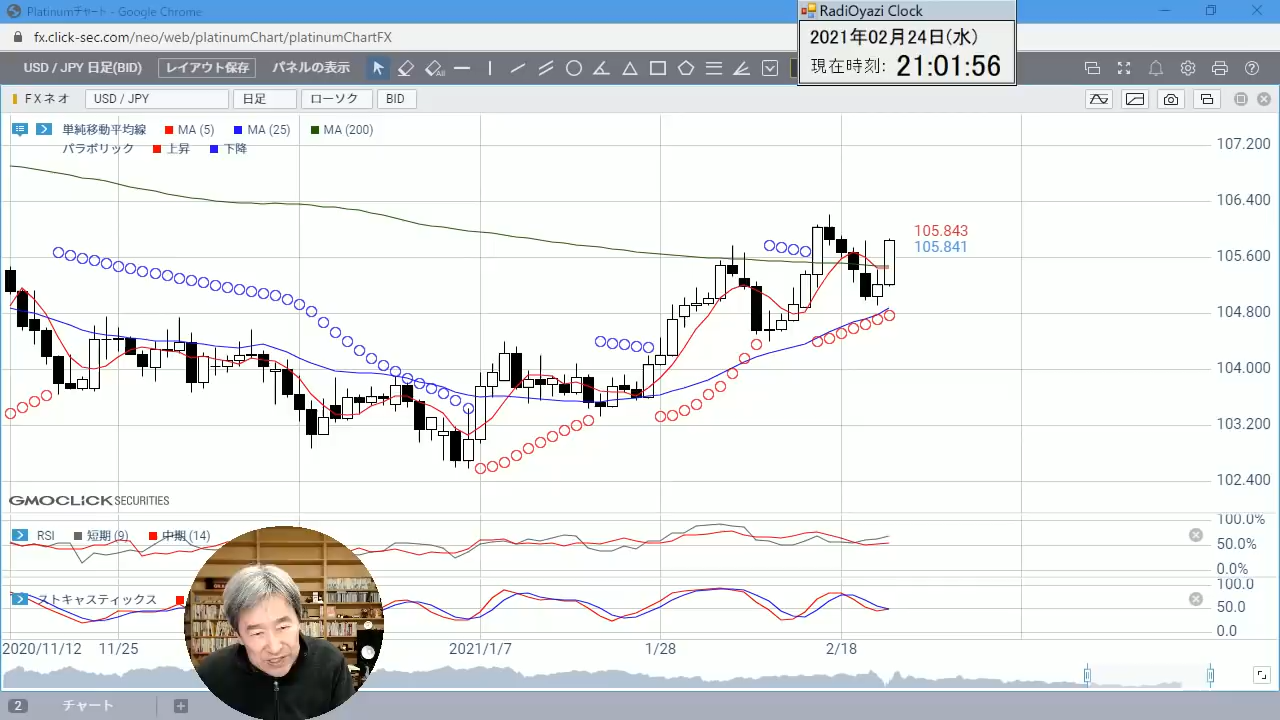 Platinumチャート - Google Chrome
RadiOyazi Clock
fx.click-sec.com/neo/web/platinumChart/platinumChartFX
2021年02月24日(水)
現在時刻: 21:01:56
USD / JPY 日足(BID) レイアウト保存 パネルの表示 All
FXネオ USD / JPY 日足 ローソク BID
単純移動平均線 MA (5) MA (25) MA (200)
パラボリック 上昇 下降
107.200
106.400
105.843
105.841
105.600
104.800
104.000
103.200
102.400
GMOCLICK SECURITIES
RSI 短期 (9) 中期 (14)
100.0%
50.0%
0.0%
ストキャスティックス
100.0
50.0
0.0
2020/11/12 11/25 2021/1/7 1/28 2/18
2 チャート